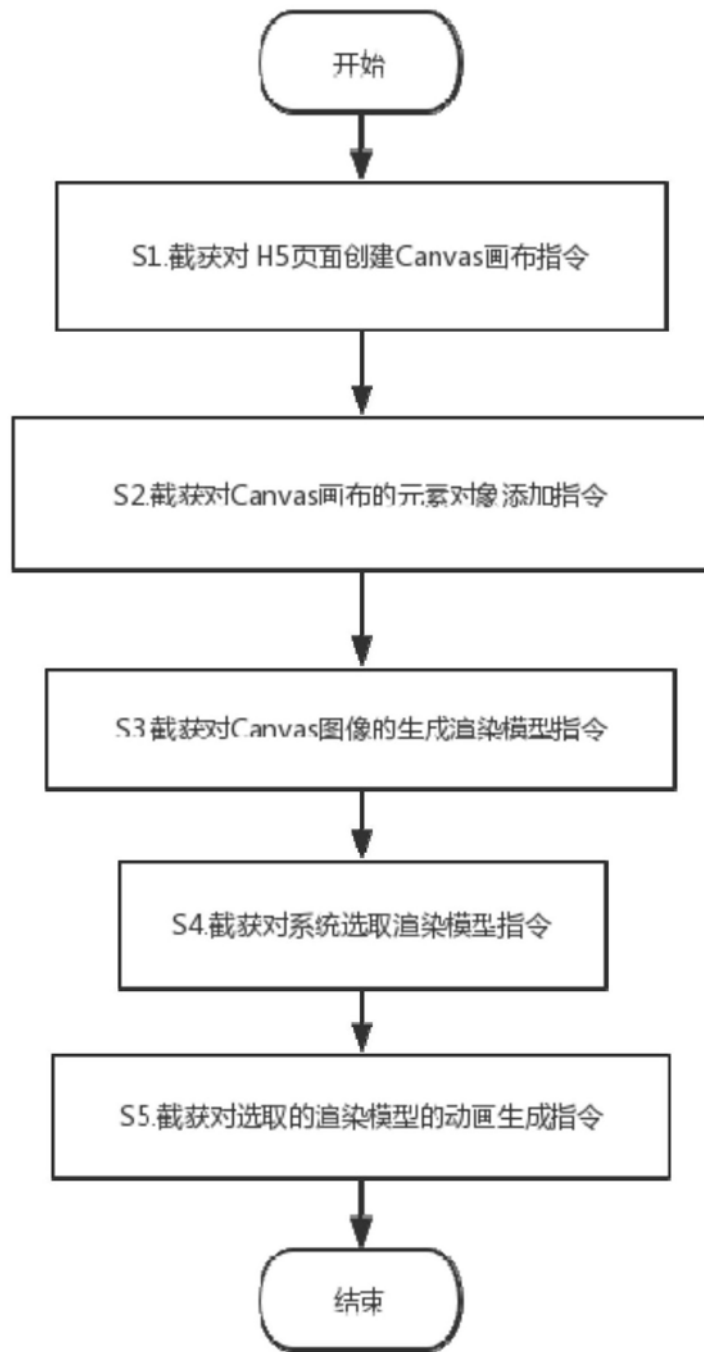 开始
S1.截获对 H5页面创建Canvas画布指令
S2.截获对Canvas画布的元素对象添加指令
S3.截获对Canvas图像的生成渲染模型指令
S4.截获对系统选取渲染模型指令
S5.截获对选取的渲染模型的动画生成指令
结束